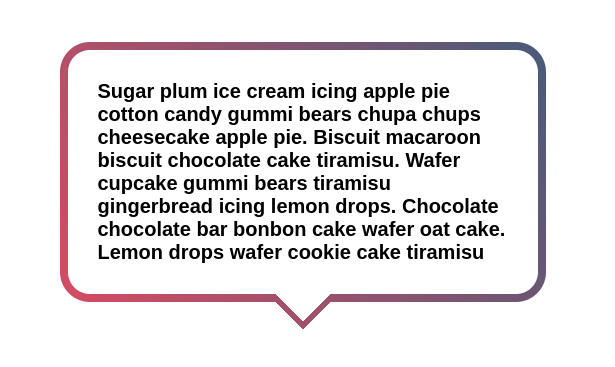 Sugar plum ice cream icing apple pie
cotton candy gummi bears chupa chups
cheesecake apple pie. Biscuit macaroon
biscuit chocolate cake tiramisu. Wafer
cupcake gummi bears tiramisu
gingerbread icing lemon drops. Chocolate
chocolate bar bonbon cake wafer oat cake.
Lemon drops wafer cookie cake tiramisu